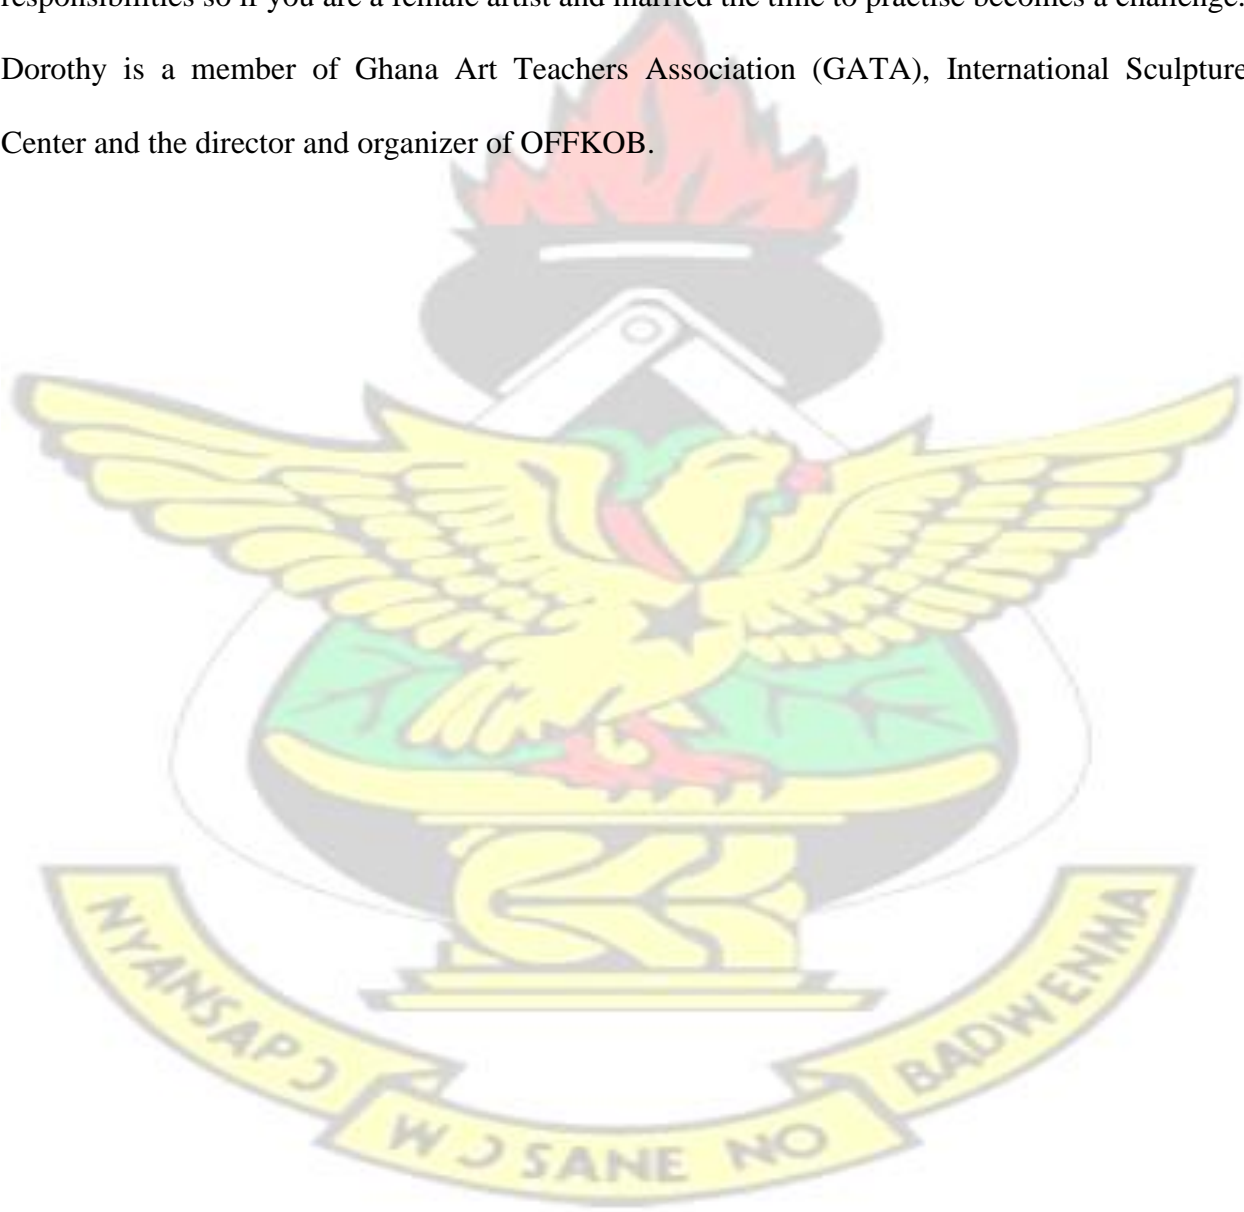 responsibilities so if you are a female artist and married the time to practise becomes a challenge.
Dorothy is a member of Ghana Art Teachers Association (GATA), International Sculpture
Center and the director and organizer of OFFKOB.
NYANSAPƆ
WƆSANE NO
BADWENMA